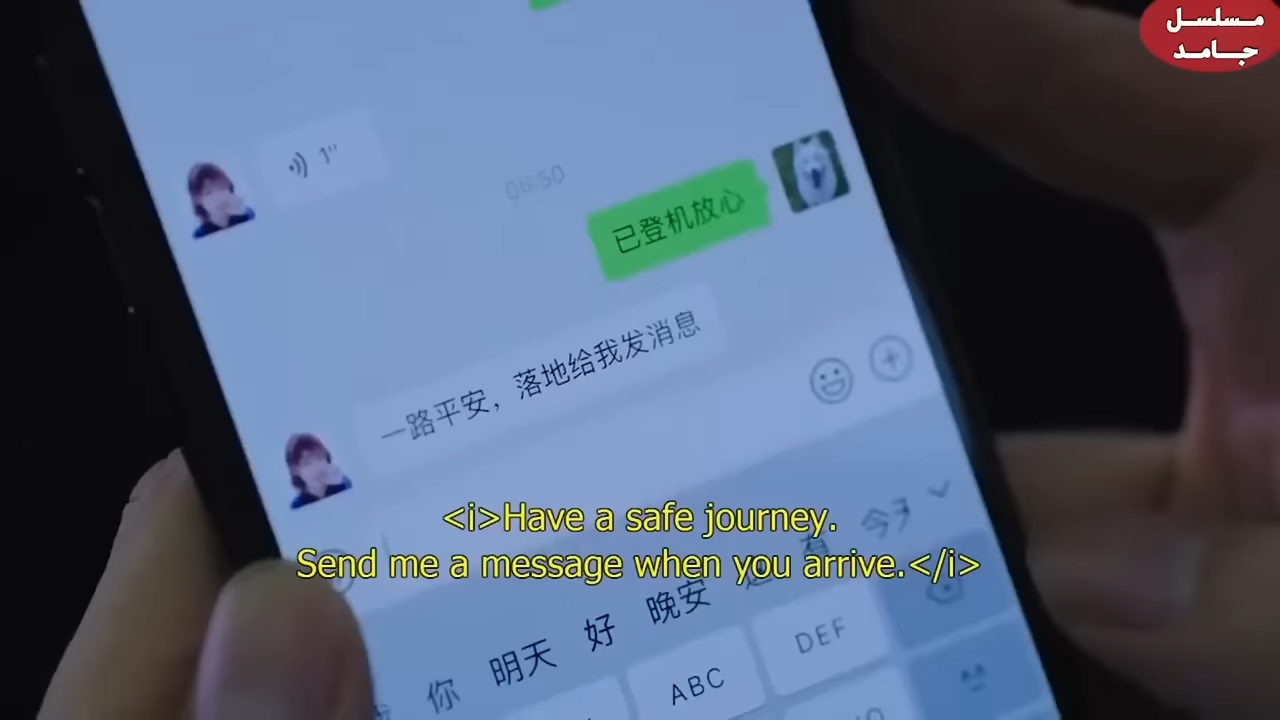 مسلسل
جامد
1"
06:50
已登机放心
一路平安，落地给我发消息
<i>Have a safe journey.
Send me a message when you arrive.</i>
有
你 明天 好 晚安
ABC DEF